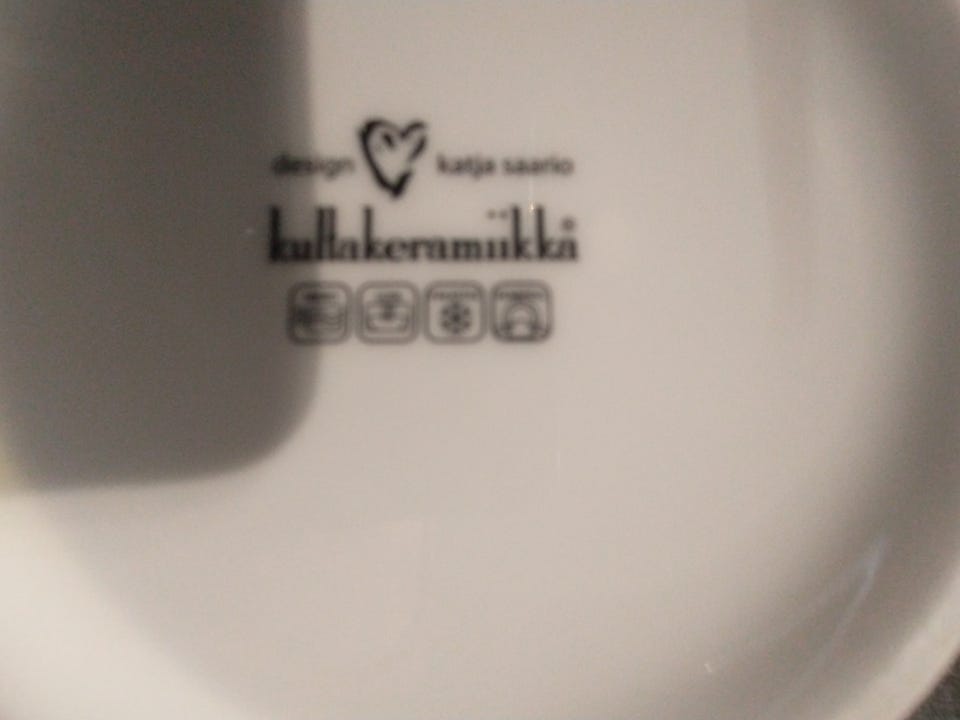 design katja saario
kultakeramiikka